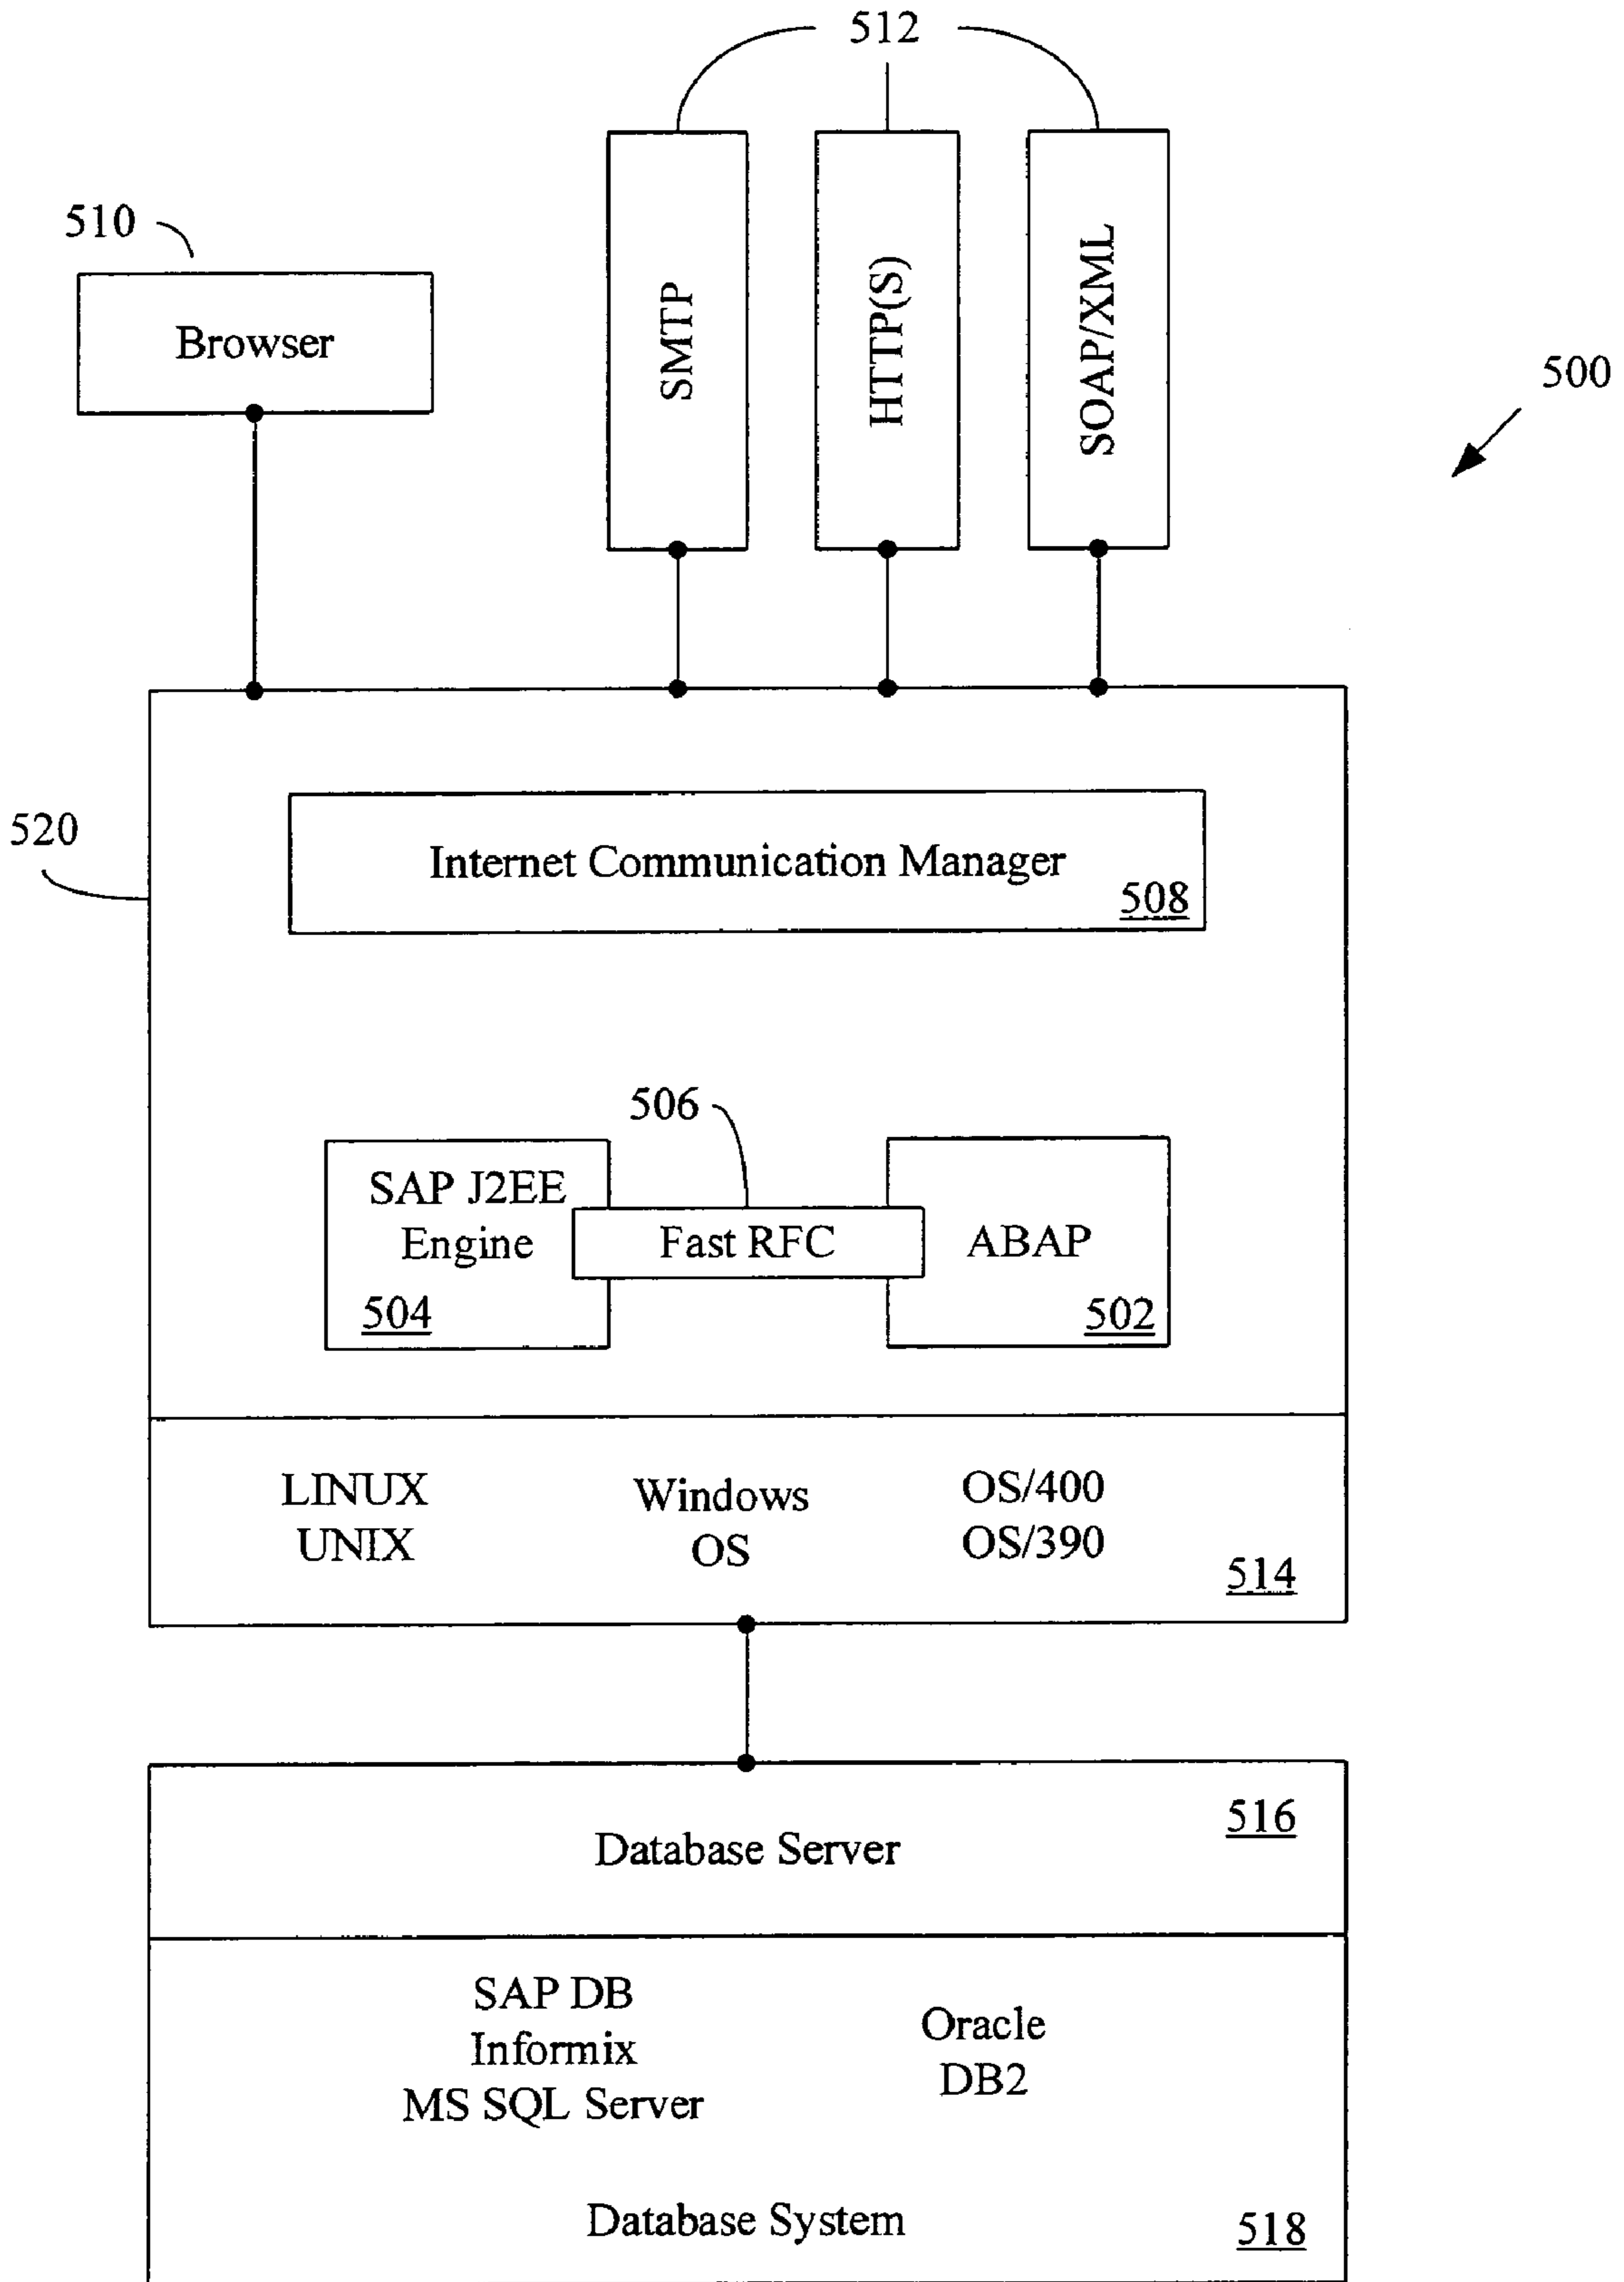 512
510
Browser
SMTP
HTTP(S)
SOAP/XML
500
520
Internet Communication Manager
508
506
SAP J2EE
Engine
504
Fast RFC
ABAP
502
LINUX
UNIX
Windows
OS
OS/400
OS/390
514
516
Database Server
SAP DB
Informix
MS SQL Server
Oracle
DB2
Database System
518